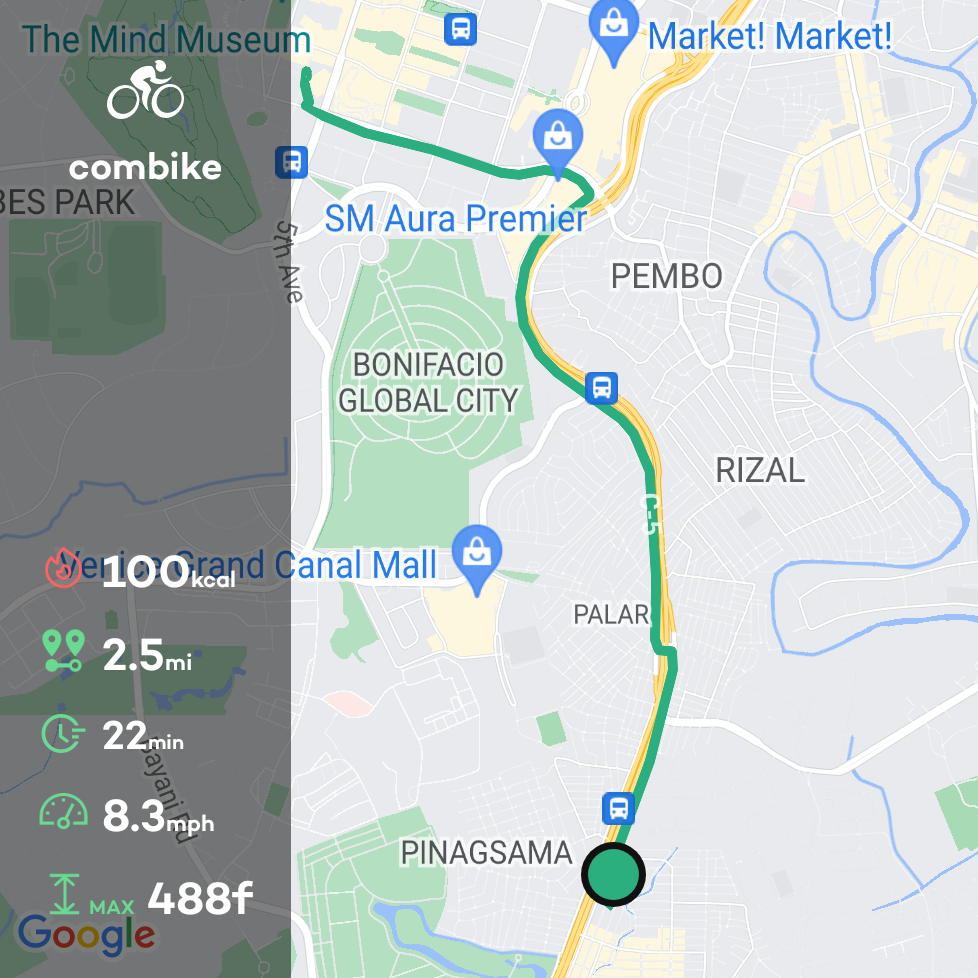 The Mind Museum
Market! Market!
combike
BES PARK
5th Ave
SM Aura Premier
PEMBO
BONIFACIO
GLOBAL CITY
RIZAL
C-5
Venice Grand Canal Mall
100kcal
PALAR
2.5mi
22min
Bayani Rd
8.3mph
PINAGSAMA
MAX 488f
Google